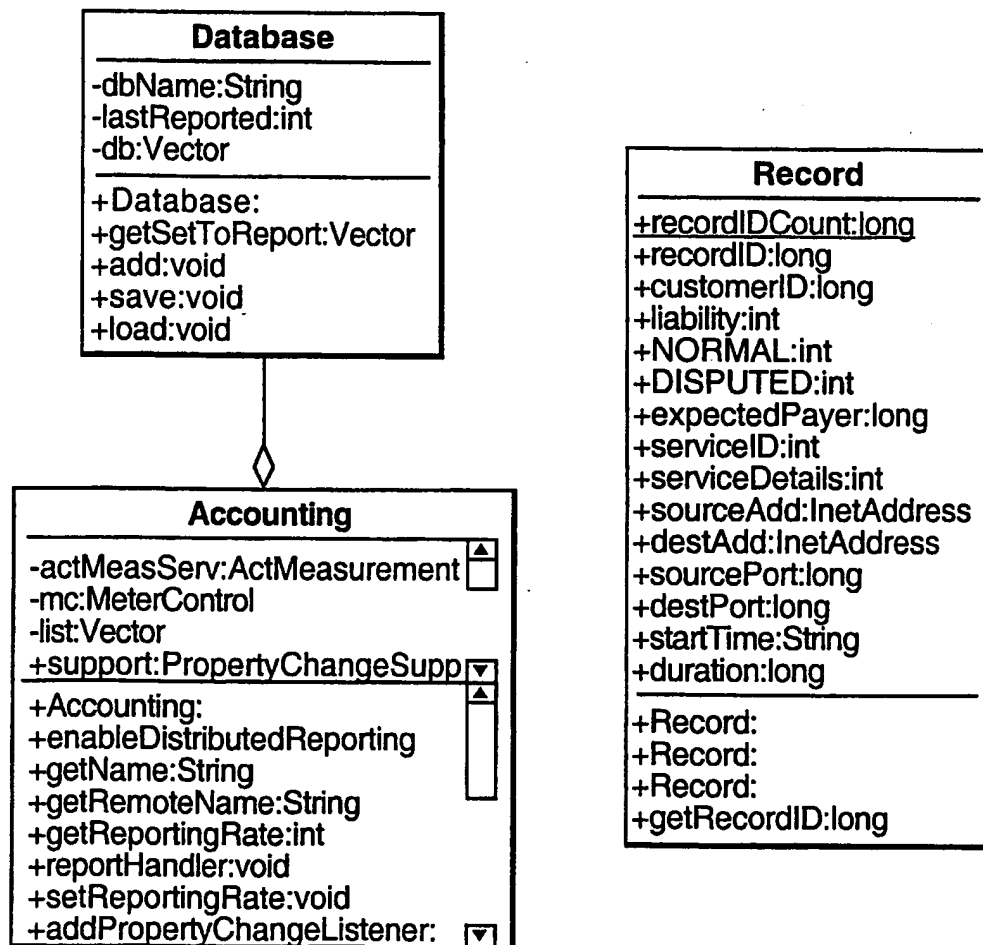 Database
-dbName:String
-lastReported:int
-db:Vector
+Database:
+getSetToReport:Vector
+add:void
+save:void
+load:void
Accounting
-actMeasServ:ActMeasurement
-mc:MeterControl
-list:Vector
+support:PropertyChangeSupp
+Accounting:
+enableDistributedReporting
+getName:String
+getRemoteName:String
+getReportingRate:int
+reportHandler:void
+setReportingRate:void
+addPropertyChangeListener:
Record
+recordIDCount:long
+recordID:long
+customerID:long
+liability:int
+NORMAL:int
+DISPUTED:int
+expectedPayer:long
+serviceID:int
+serviceDetails:int
+sourceAdd:InetAddress
+destAdd:InetAddress
+sourcePort:long
+destPort:long
+startTime:String
+duration:long
+Record:
+Record:
+Record:
+getRecordID:long